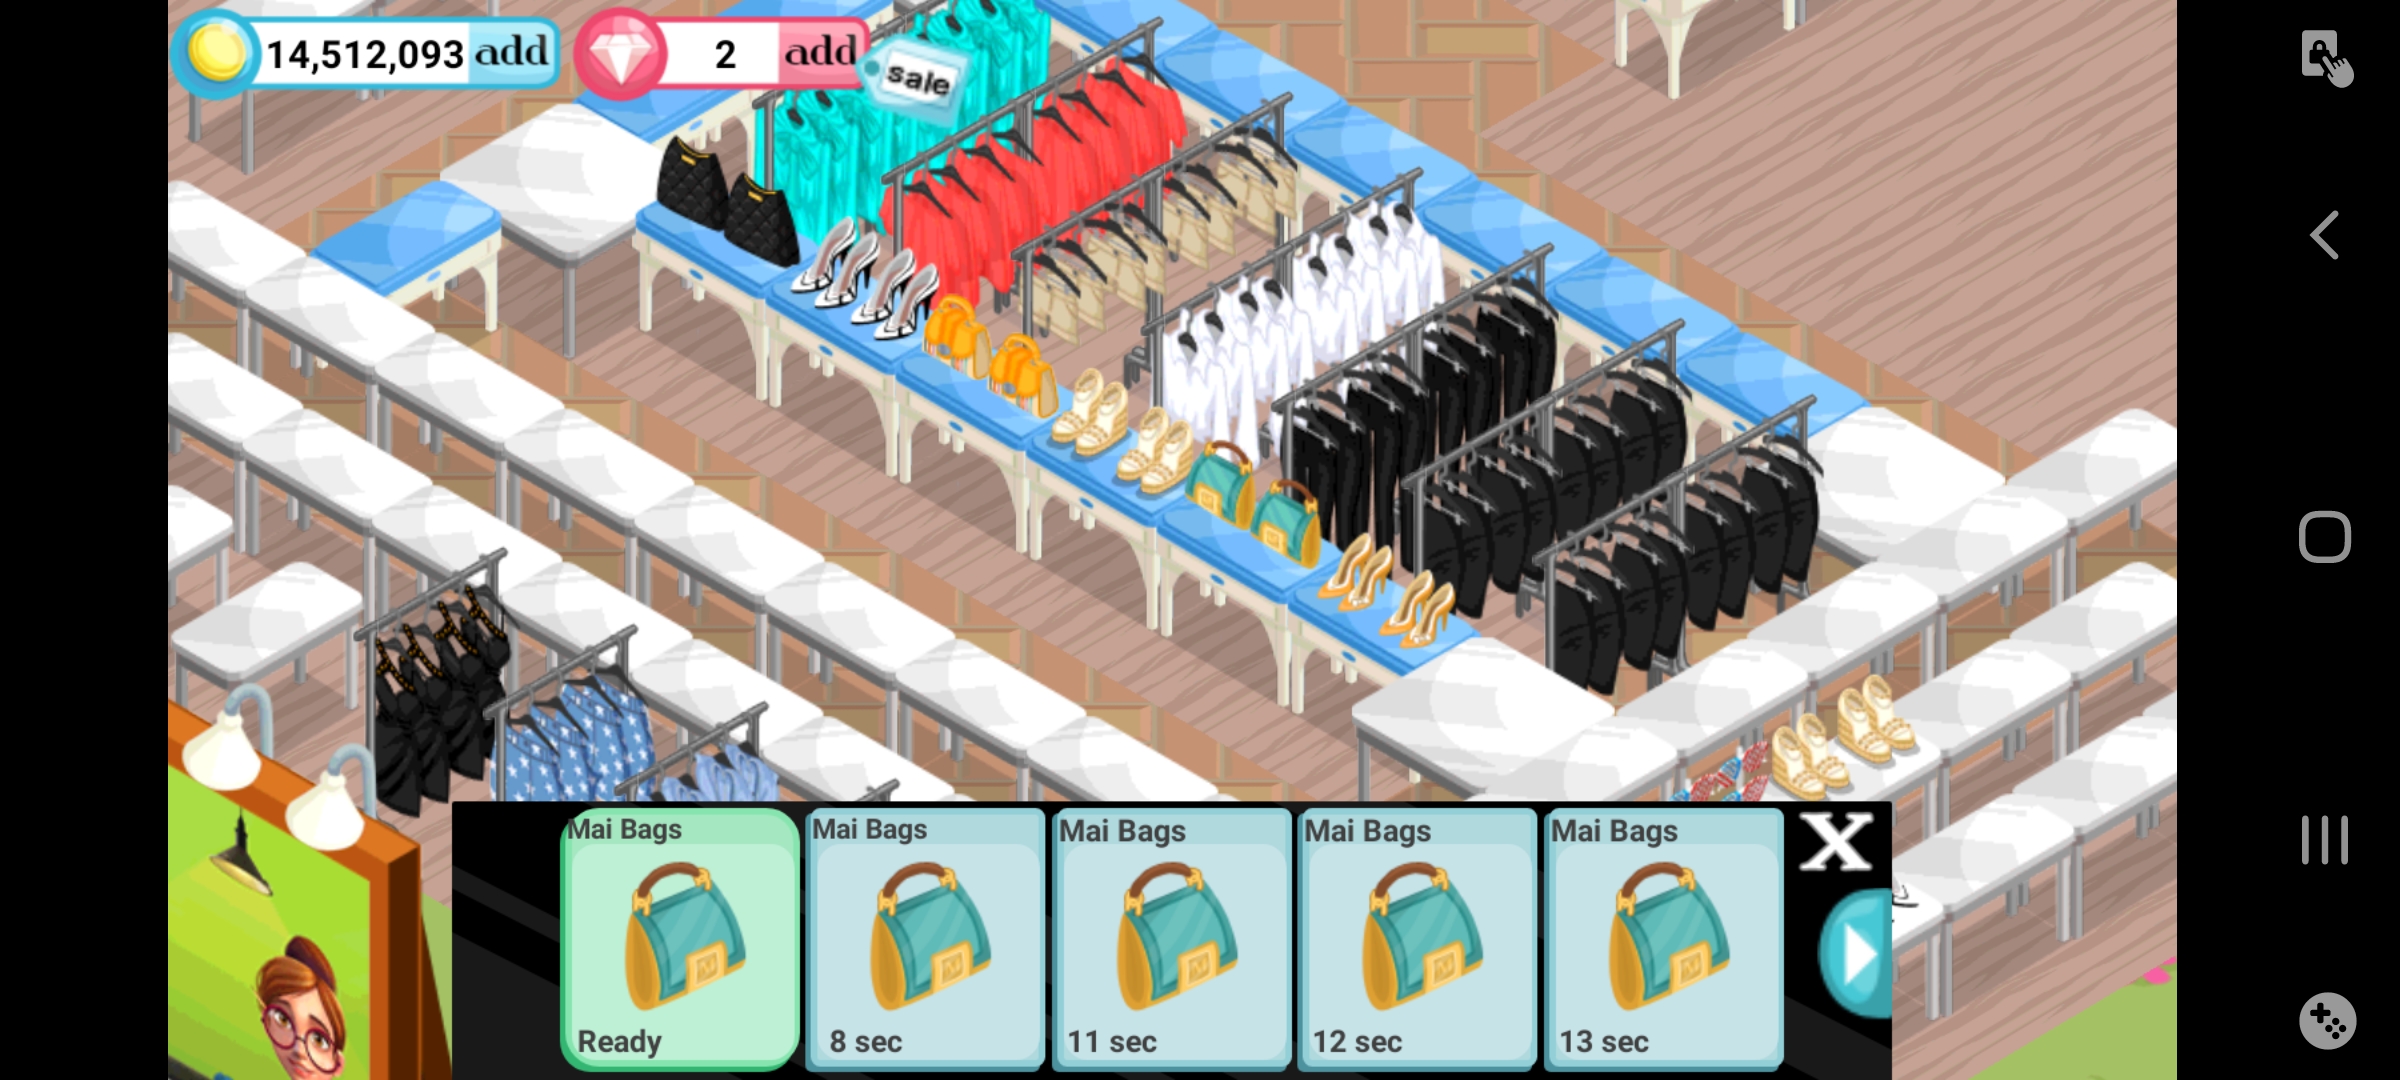 14,512,093 add
2 add
sale
Mai Bags
Ready
Mai Bags
8 sec
Mai Bags
11 sec
Mai Bags
12 sec
Mai Bags
13 sec
X